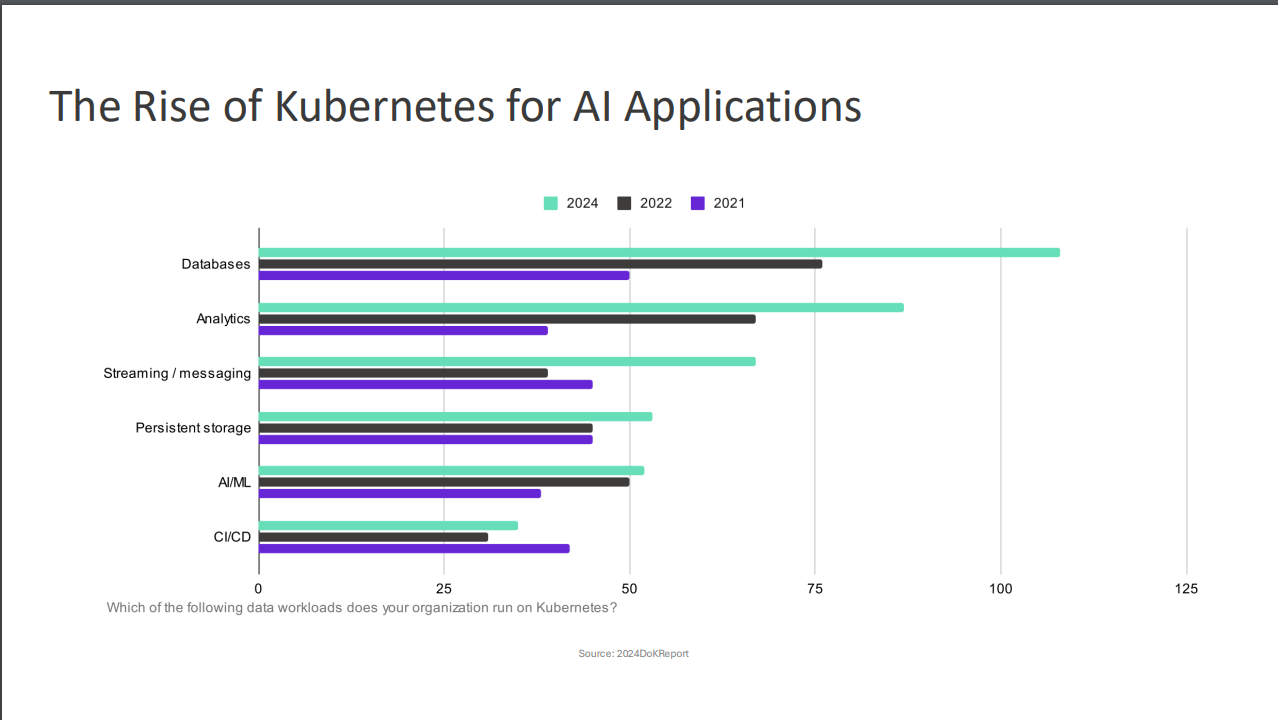 The Rise of Kubernetes for AI Applications
2024 2022 2021
Databases
Analytics
Streaming / messaging
Persistent storage
AI/ML
CI/CD
0 25 50 75 100 125
Which of the following data workloads does your organization run on Kubernetes?
Source: 2024DoKReport